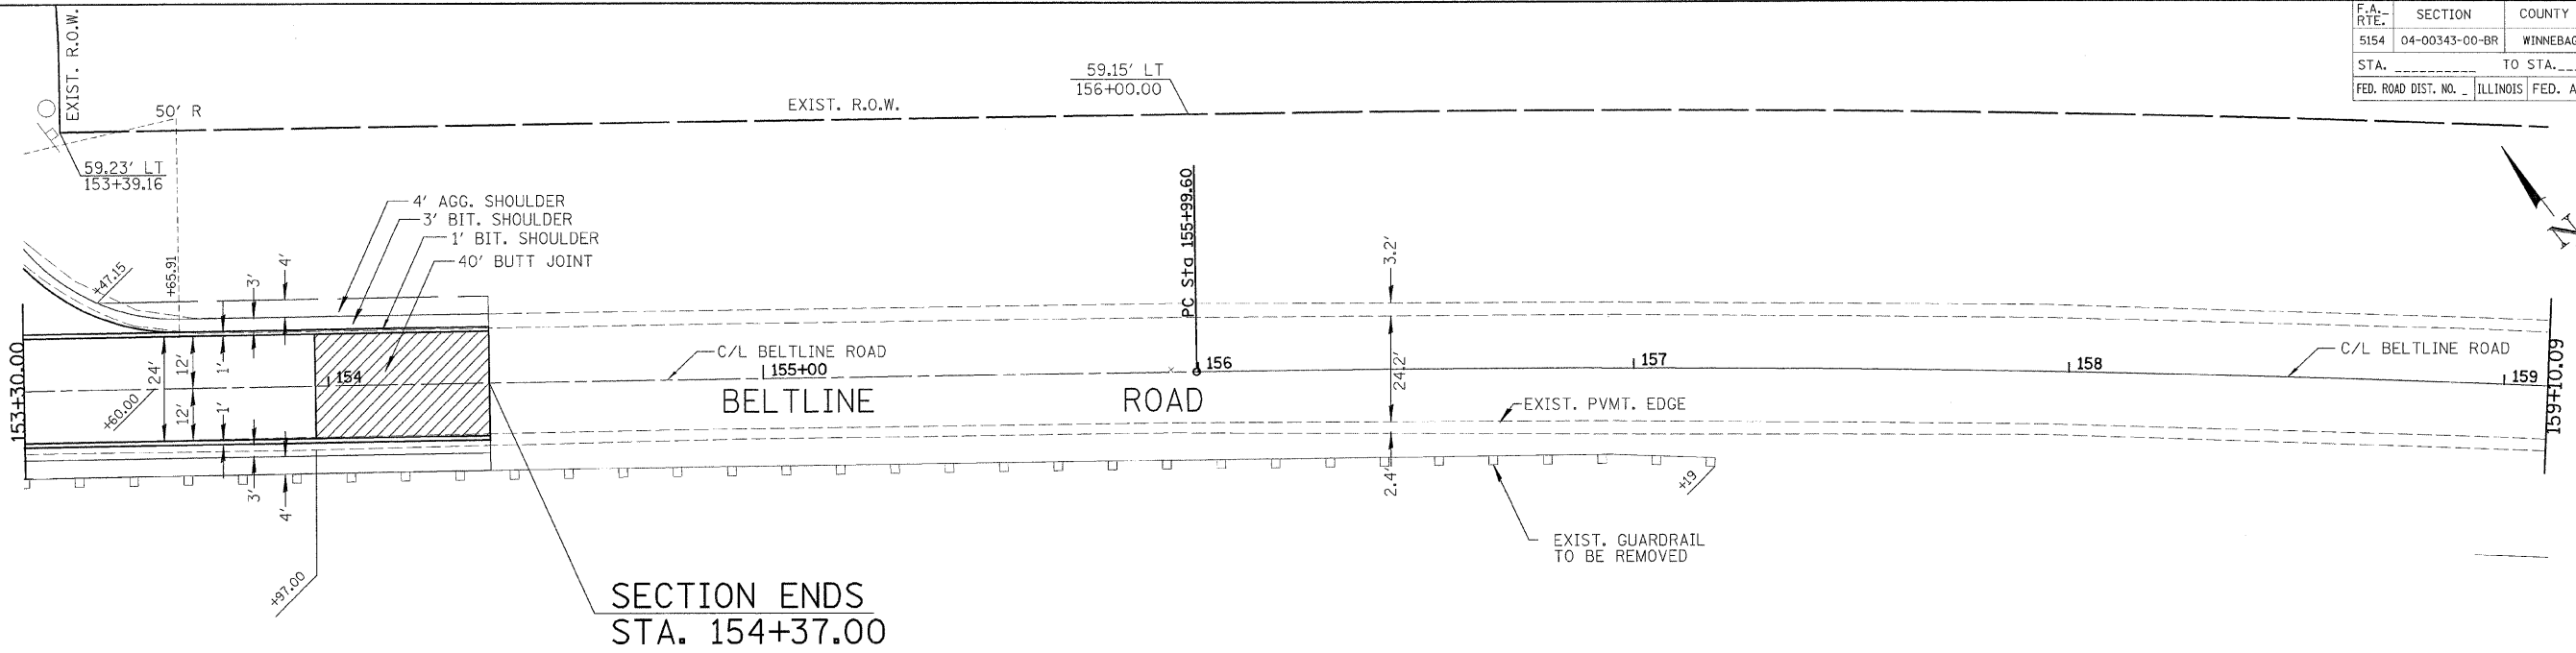 F.A. RTE.
SECTION
COUNTY
5154
04-00343-00-BR
STA. TO STA.
FED. ROAD DIST. NO.
ILLINOIS
FED. A
EXIST. R.O.W.
50' R
59.23' LT
153+39.16
EXIST. R.O.W.
59.15' LT
156+00.00
4' AGG. SHOULDER
3' BIT. SHOULDER
1' BIT. SHOULDER
40' BUTT JOINT
+47.15
+65.91
3'
4'
PC Sta 155+99.60
3.2'
N
153+30.00
24'
12'
12'
1'
1'
+60.00
154
C/L BELTLINE ROAD
155+00
156
157
158
159
C/L BELTLINE ROAD
159+10.09
BELTLINE ROAD
24.2'
EXIST. PVMT. EDGE
3'
4'
2.4'
+19
+97.00
EXIST. GUARDRAIL
TO BE REMOVED
SECTION ENDS
STA. 154+37.00